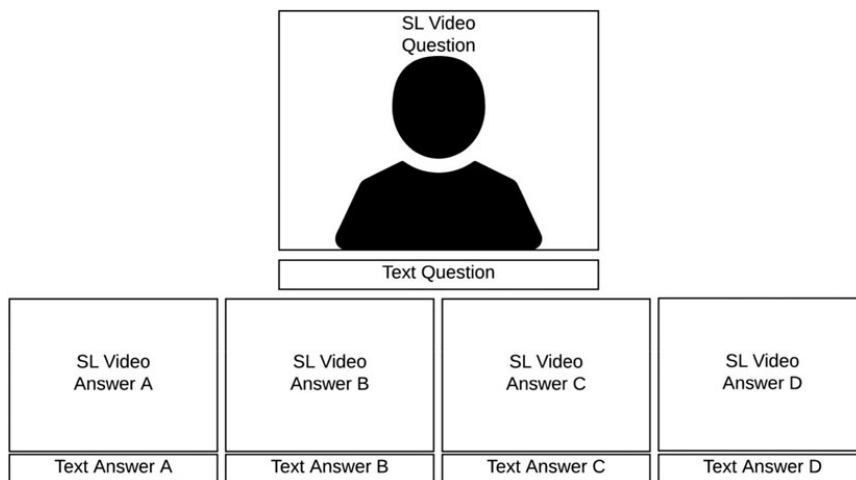 SL Video
Question
Text Question
SL Video
Answer A
SL Video
Answer B
SL Video
Answer C
SL Video
Answer D
Text Answer A
Text Answer B
Text Answer C
Text Answer D